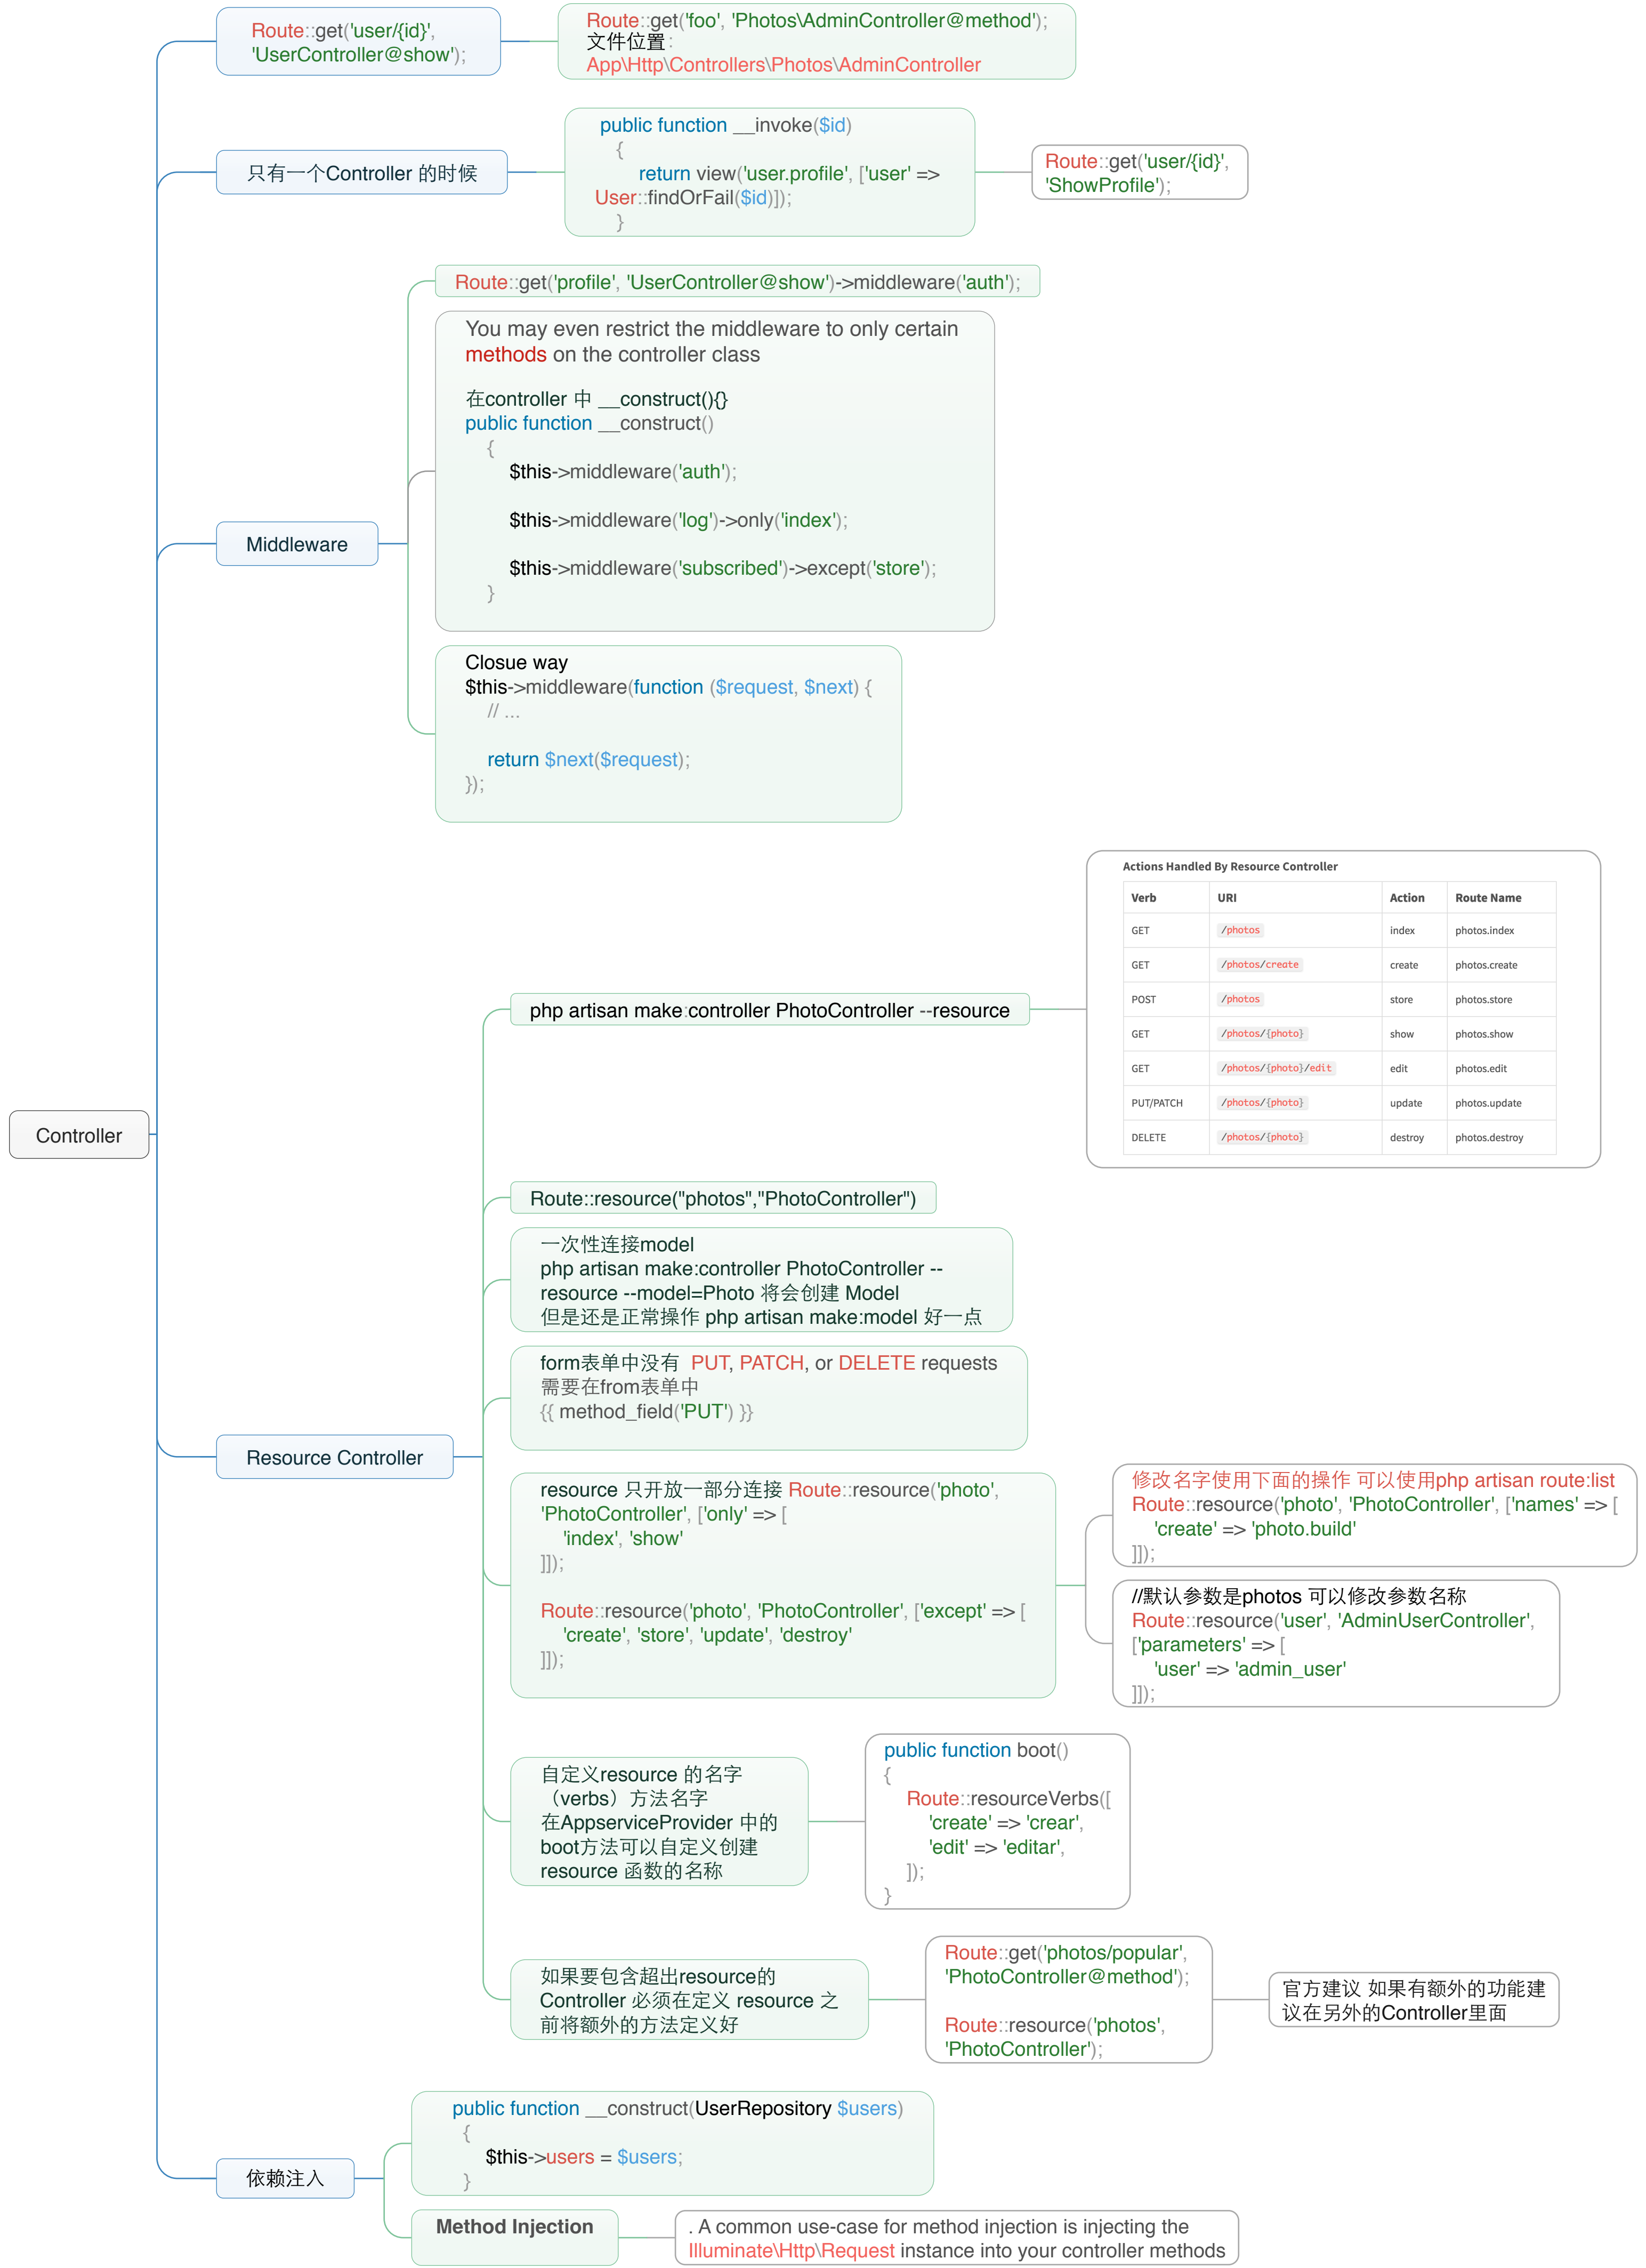 Controller
Route::get('user/{id}',
'UserController@show');
Route::get('foo', 'Photos\AdminController@method');
文件位置：
App\Http\Controllers\Photos\AdminController
只有一个Controller 的时候
public function __invoke($id)
{
return view('user.profile', ['user' =>
User::findOrFail($id)]);
}
Route::get('user/{id}',
'ShowProfile');
Middleware
Route::get('profile', 'UserController@show')->middleware('auth');
You may even restrict the middleware to only certain
methods on the controller class
在controller 中 __construct(){}
public function __construct()
{
$this->middleware('auth');
$this->middleware('log')->only('index');
$this->middleware('subscribed')->except('store');
}
Closue way
$this->middleware(function ($request, $next) {
// ...
return $next($request);
});
Resource Controller
php artisan make:controller PhotoController --resource
Actions Handled By Resource Controller
Verb URI Action Route Name
GET /photos index photos.index
GET /photos/create create photos.create
POST /photos store photos.store
GET /photos/{photo} show photos.show
GET /photos/{photo}/edit edit photos.edit
PUT/PATCH /photos/{photo} update photos.update
DELETE /photos/{photo} destroy photos.destroy
Route::resource("photos","PhotoController")
一次性连接model
php artisan make:controller PhotoController --
resource --model=Photo 将会创建 Model
但是还是正常操作 php artisan make:model 好一点
form表单中没有 PUT, PATCH, or DELETE requests
需要在from表单中
{{ method_field('PUT') }}
resource 只开放一部分连接 Route::resource('photo',
'PhotoController', ['only' => [
'index', 'show'
]]);
Route::resource('photo', 'PhotoController', ['except' => [
'create', 'store', 'update', 'destroy'
]]);
修改名字使用下面的操作 可以使用php artisan route:list
Route::resource('photo', 'PhotoController', ['names' => [
'create' => 'photo.build'
]]);
//默认参数是photos 可以修改参数名称
Route::resource('user', 'AdminUserController',
['parameters' => [
'user' => 'admin_user'
]]);
自定义resource 的名字
（verbs）方法名字
在AppserviceProvider 中的
boot方法可以自定义创建
resource 函数的名称
public function boot()
{
Route::resourceVerbs([
'create' => 'crear',
'edit' => 'editar',
]);
}
如果要包含超出resource的
Controller 必须在定义 resource 之
前将额外的方法定义好
Route::get('photos/popular',
'PhotoController@method');
Route::resource('photos',
'PhotoController');
官方建议 如果有额外的功能建
议在另外的Controller里面
依赖注入
public function __construct(UserRepository $users)
{
$this->users = $users;
}
Method Injection
. A common use-case for method injection is injecting the
Illuminate\Http\Request instance into your controller methods